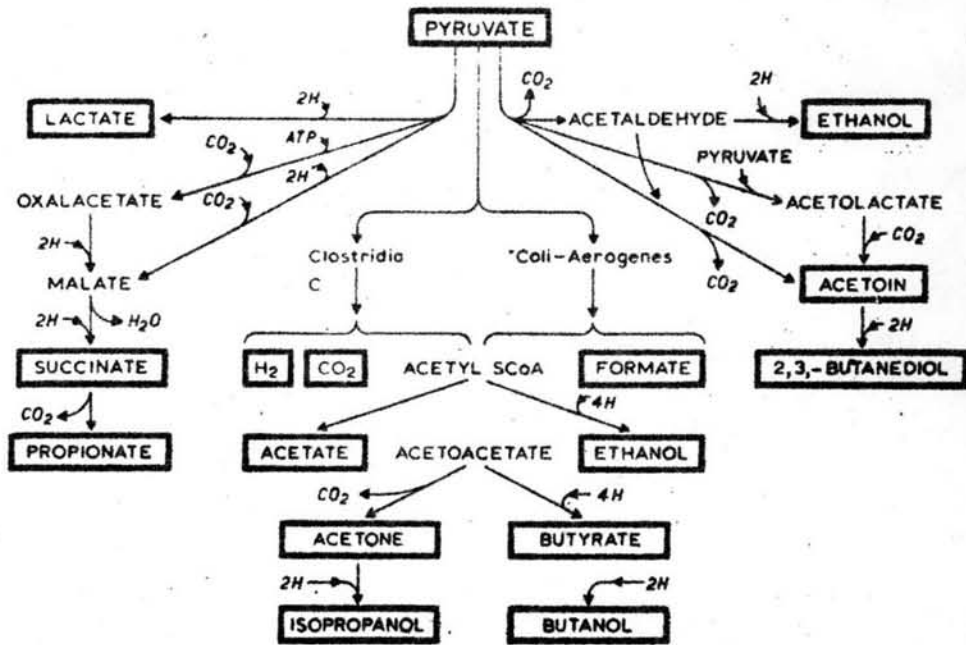 PYRUVATE
CO2
2H
2H
LACTATE
ACETALDEHYDE
ETHANOL
ATP
CO2
PYRUVATE
2H
OXALACETATE
CO2
CO2
ACETOLACTATE
2H
Clostridia
*Coli-Aerogenes
CO2
CO2
MALATE
C
ACETOIN
2H
H2O
2H
SUCCINATE
H2
CO2
ACETYL SCoA
FORMATE
2,3,-BUTANEDIOL
CO2
4H
PROPIONATE
ACETATE
ACETOACETATE
ETHANOL
CO2
4H
ACETONE
BUTYRATE
2H
2H
ISOPROPANOL
BUTANOL